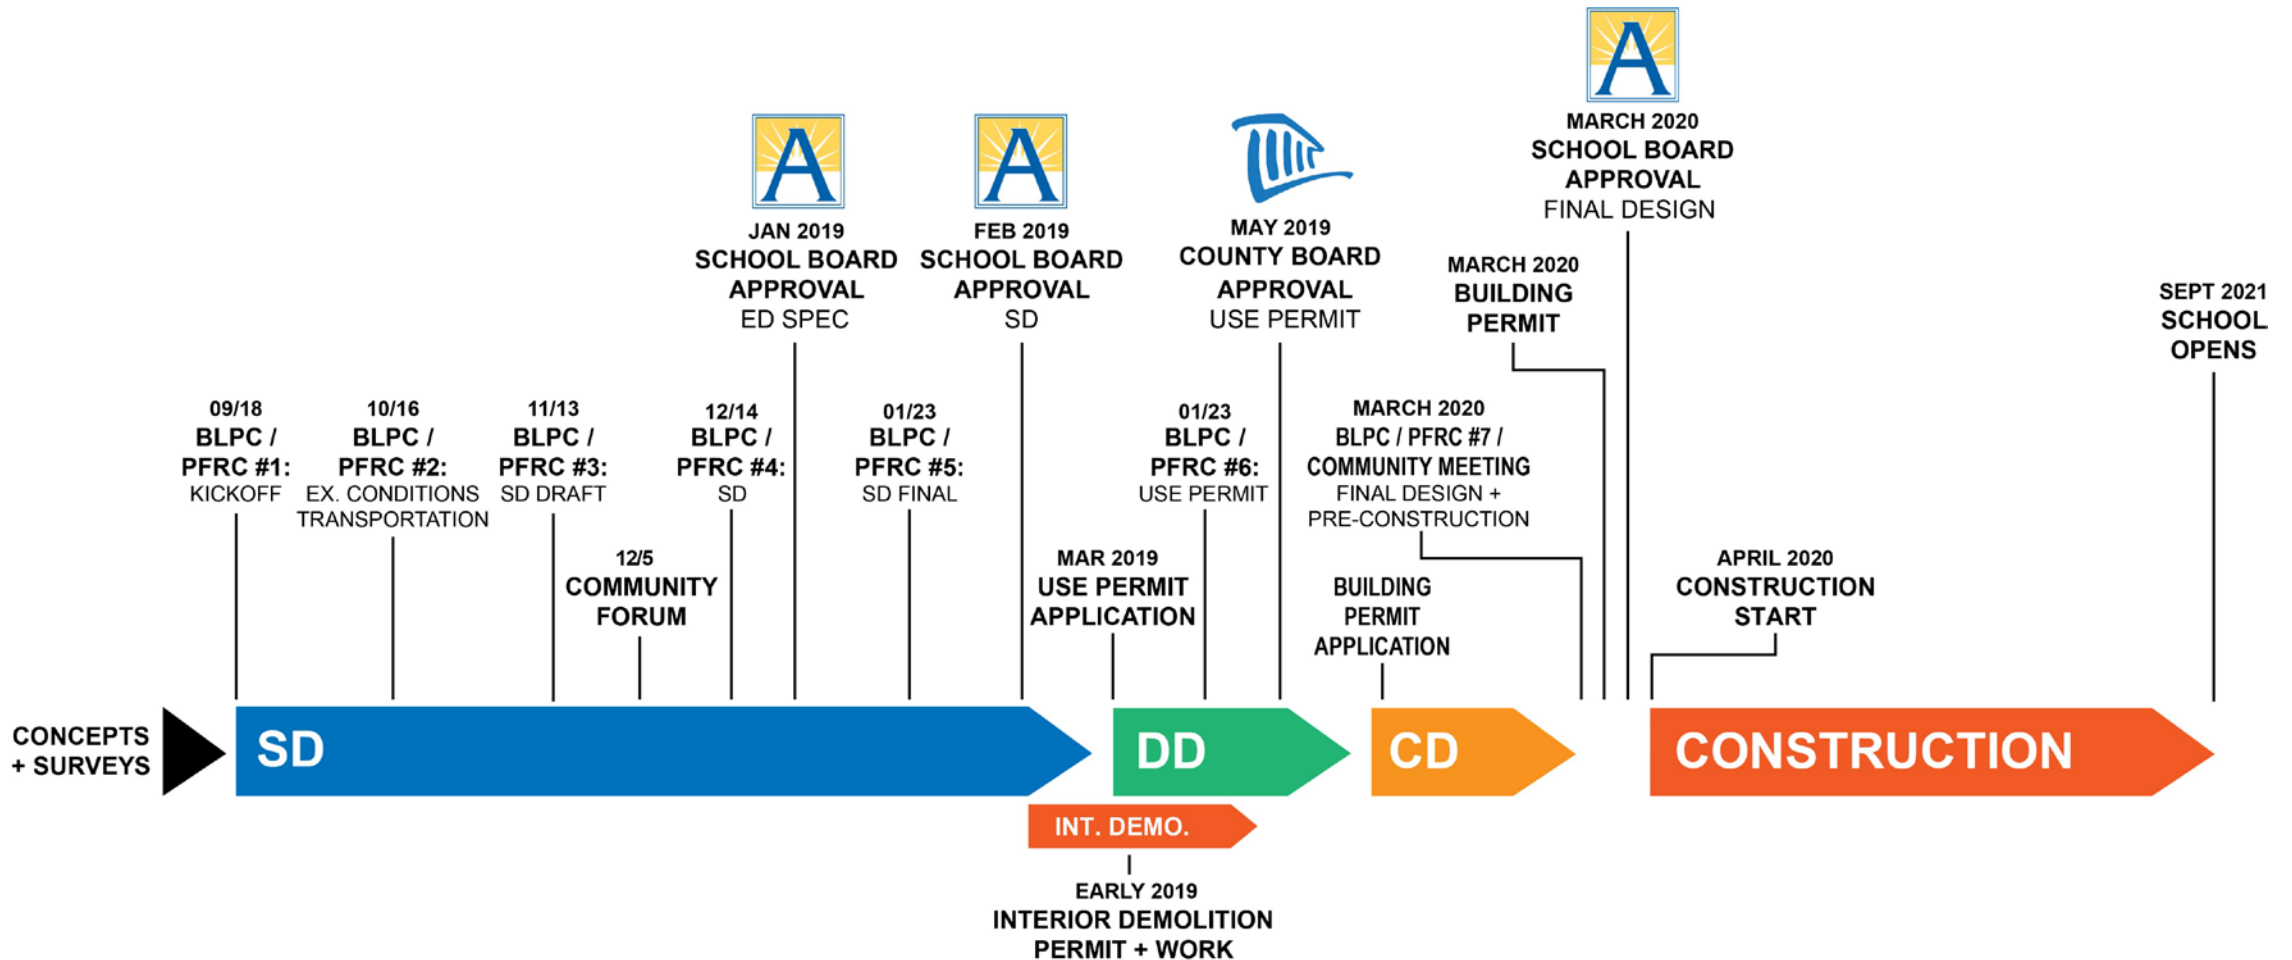 A
MARCH 2020
SCHOOL BOARD
APPROVAL
FINAL DESIGN
A
JAN 2019
SCHOOL BOARD
APPROVAL
ED SPEC
A
FEB 2019
SCHOOL BOARD
APPROVAL
SD
MAY 2019
COUNTY BOARD
APPROVAL
USE PERMIT
MARCH 2020
BUILDING
PERMIT
SEPT 2021
SCHOOL
OPENS
09/18
BLPC /
PFRC #1:
KICKOFF
10/16
BLPC /
PFRC #2:
EX. CONDITIONS
TRANSPORTATION
11/13
BLPC /
PFRC #3:
SD DRAFT
12/5
COMMUNITY
FORUM
12/14
BLPC /
PFRC #4:
SD
01/23
BLPC /
PFRC #5:
SD FINAL
MAR 2019
USE PERMIT
APPLICATION
01/23
BLPC /
PFRC #6:
USE PERMIT
MARCH 2020
BLPC / PFRC #7 /
COMMUNITY MEETING
FINAL DESIGN +
PRE-CONSTRUCTION
BUILDING
PERMIT
APPLICATION
APRIL 2020
CONSTRUCTION
START
CONCEPTS
+ SURVEYS
SD
DD
CD
CONSTRUCTION
INT. DEMO.
EARLY 2019
INTERIOR DEMOLITION
PERMIT + WORK